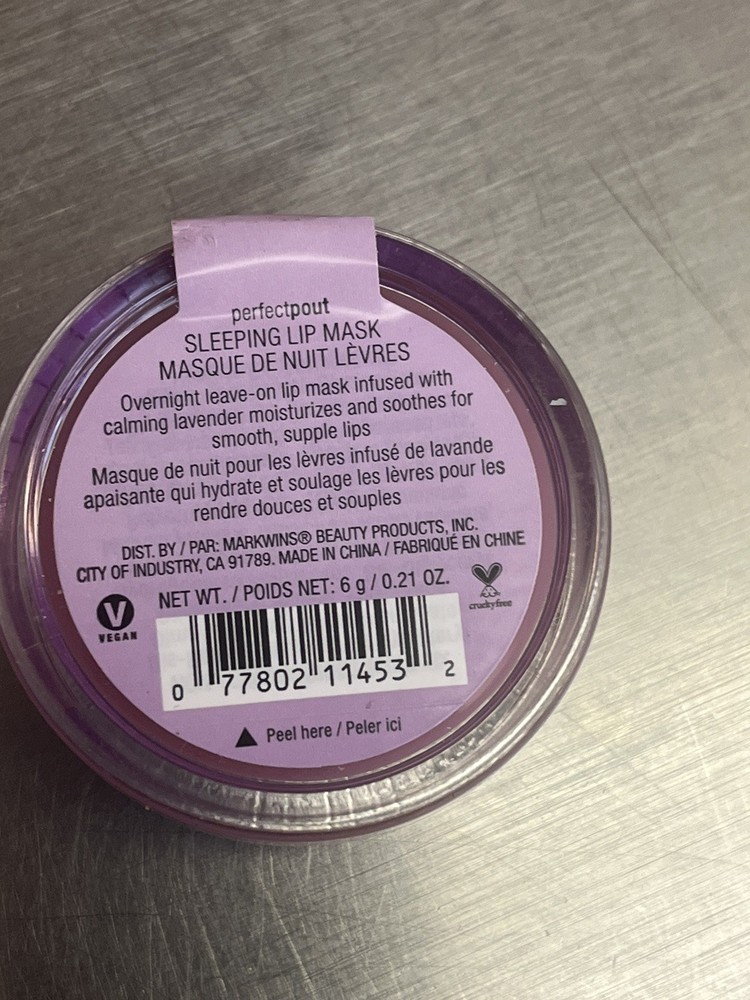 perfectpout
SLEEPING LIP MASK
MASQUE DE NUIT LÈVRES
Overnight leave-on lip mask infused with
calming lavender moisturizes and soothes for
smooth, supple lips
Masque de nuit pour les lèvres infusé de lavande
apaisante qui hydrate et soulage les lèvres pour les
rendre douces et souples
DIST. BY / PAR: MARKWINS® BEAUTY PRODUCTS, INC.
CITY OF INDUSTRY, CA 91789. MADE IN CHINA / FABRIQUÉ EN CHINE
NET WT. / POIDS NET: 6 g / 0.21 OZ.
V
VEGAN
crueltyfree
0 77802 11453 2
Peel here / Peler ici